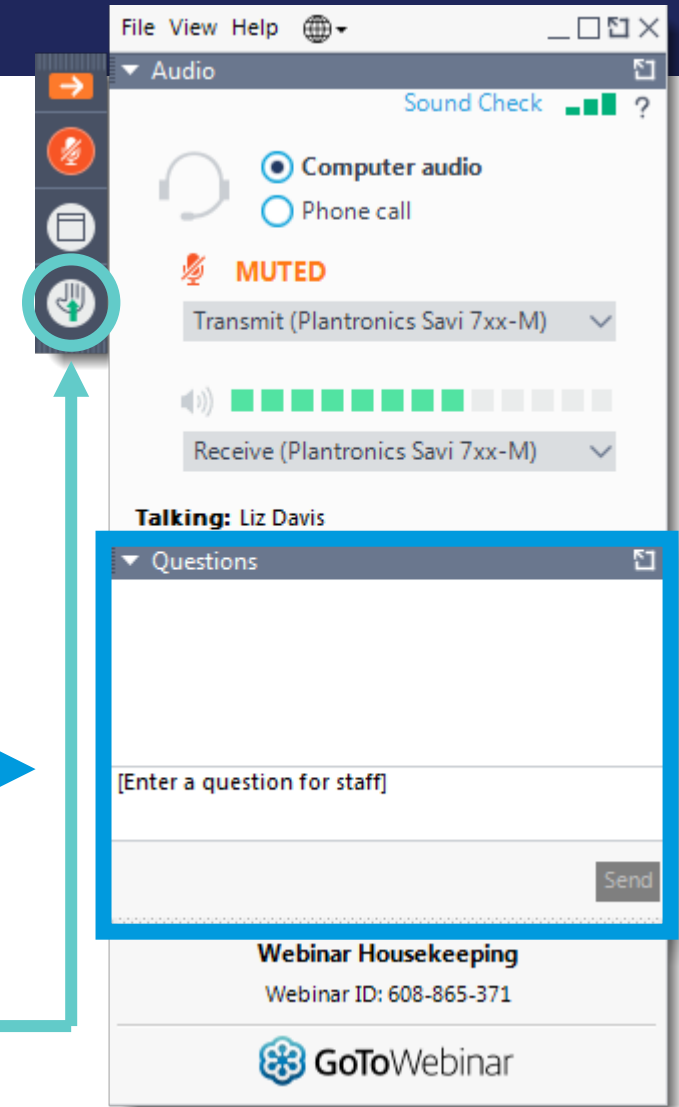 File View Help
Audio
Sound Check ?
Computer audio
Phone call
MUTED
Transmit (Plantronics Savi 7xx-M)
Receive (Plantronics Savi 7xx-M)
Talking: Liz Davis
Questions
[Enter a question for staff]
Send
Webinar Housekeeping
Webinar ID: 608-865-371
GoToWebinar